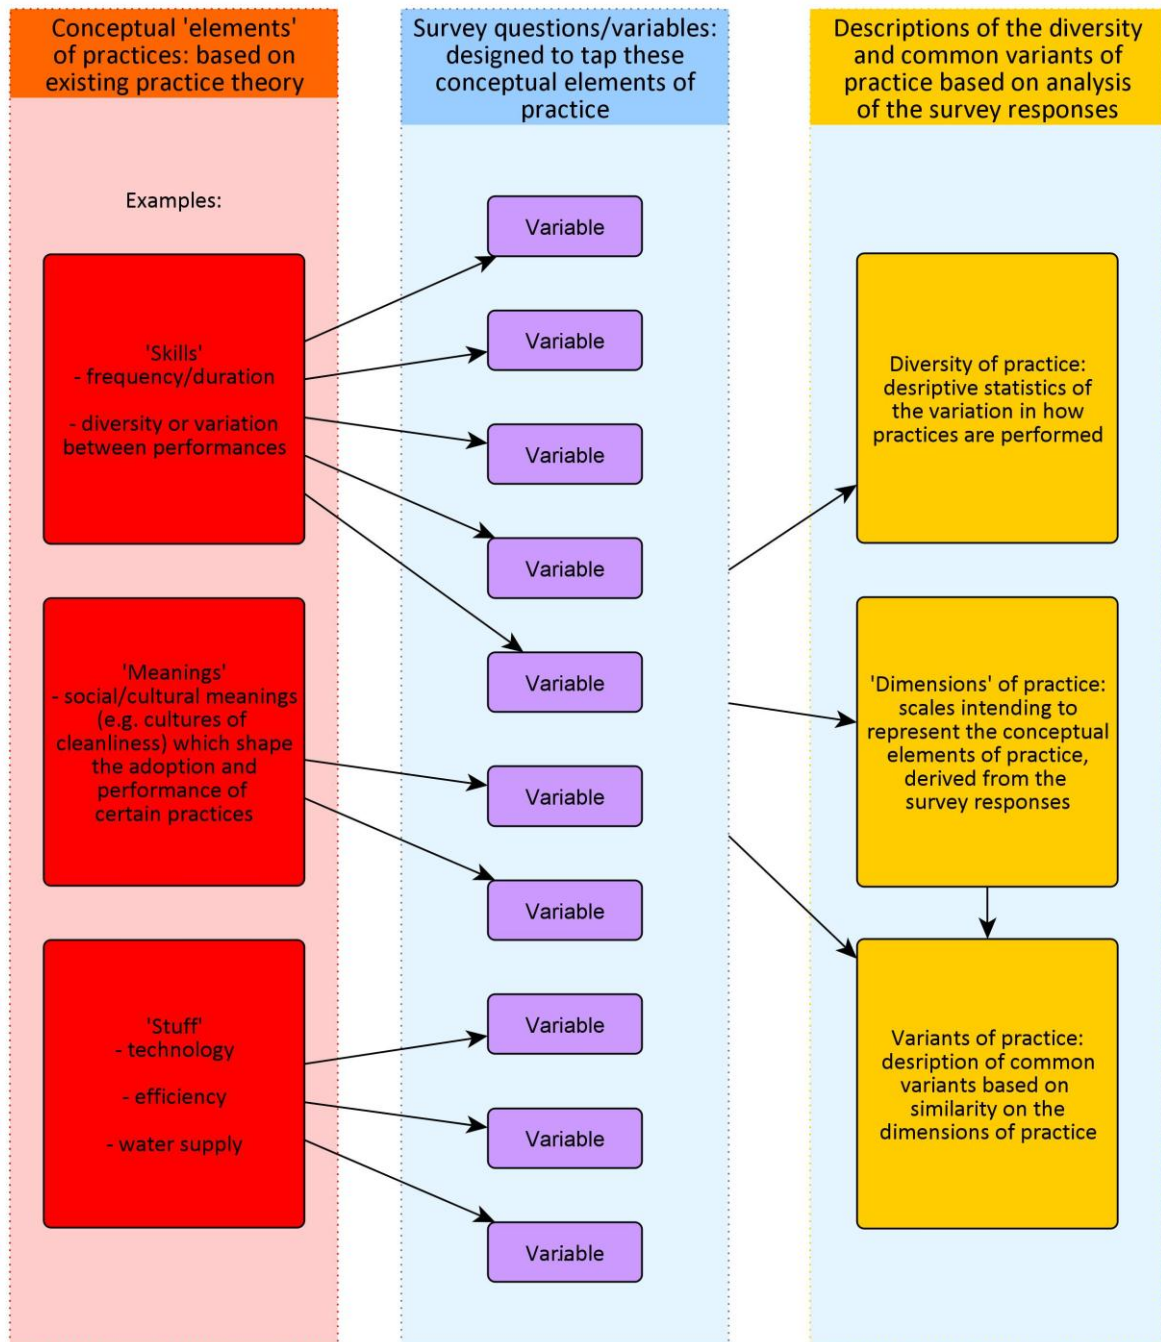 Conceptual 'elements'
of practices: based on
existing practice theory
Examples:
'Skills'
- frequency/duration
- diversity or variation
between performances
'Meanings'
- social/cultural meanings
(e.g. cultures of
cleanliness) which shape
the adoption and
performance of
certain practices
'Stuff'
- technology
- efficiency
- water supply
Survey questions/variables:
designed to tap these
conceptual elements of
practice
Variable
Variable
Variable
Variable
Variable
Variable
Variable
Variable
Variable
Variable
Descriptions of the diversity
and common variants of
practice based on analysis
of the survey responses
Diversity of practice:
desriptive statistics of
the variation in how
practices are performed
'Dimensions' of practice:
scales intending to
represent the conceptual
elements of practice,
derived from the
survey responses
Variants of practice:
desription of common
variants based on
similarity on the
dimensions of practice